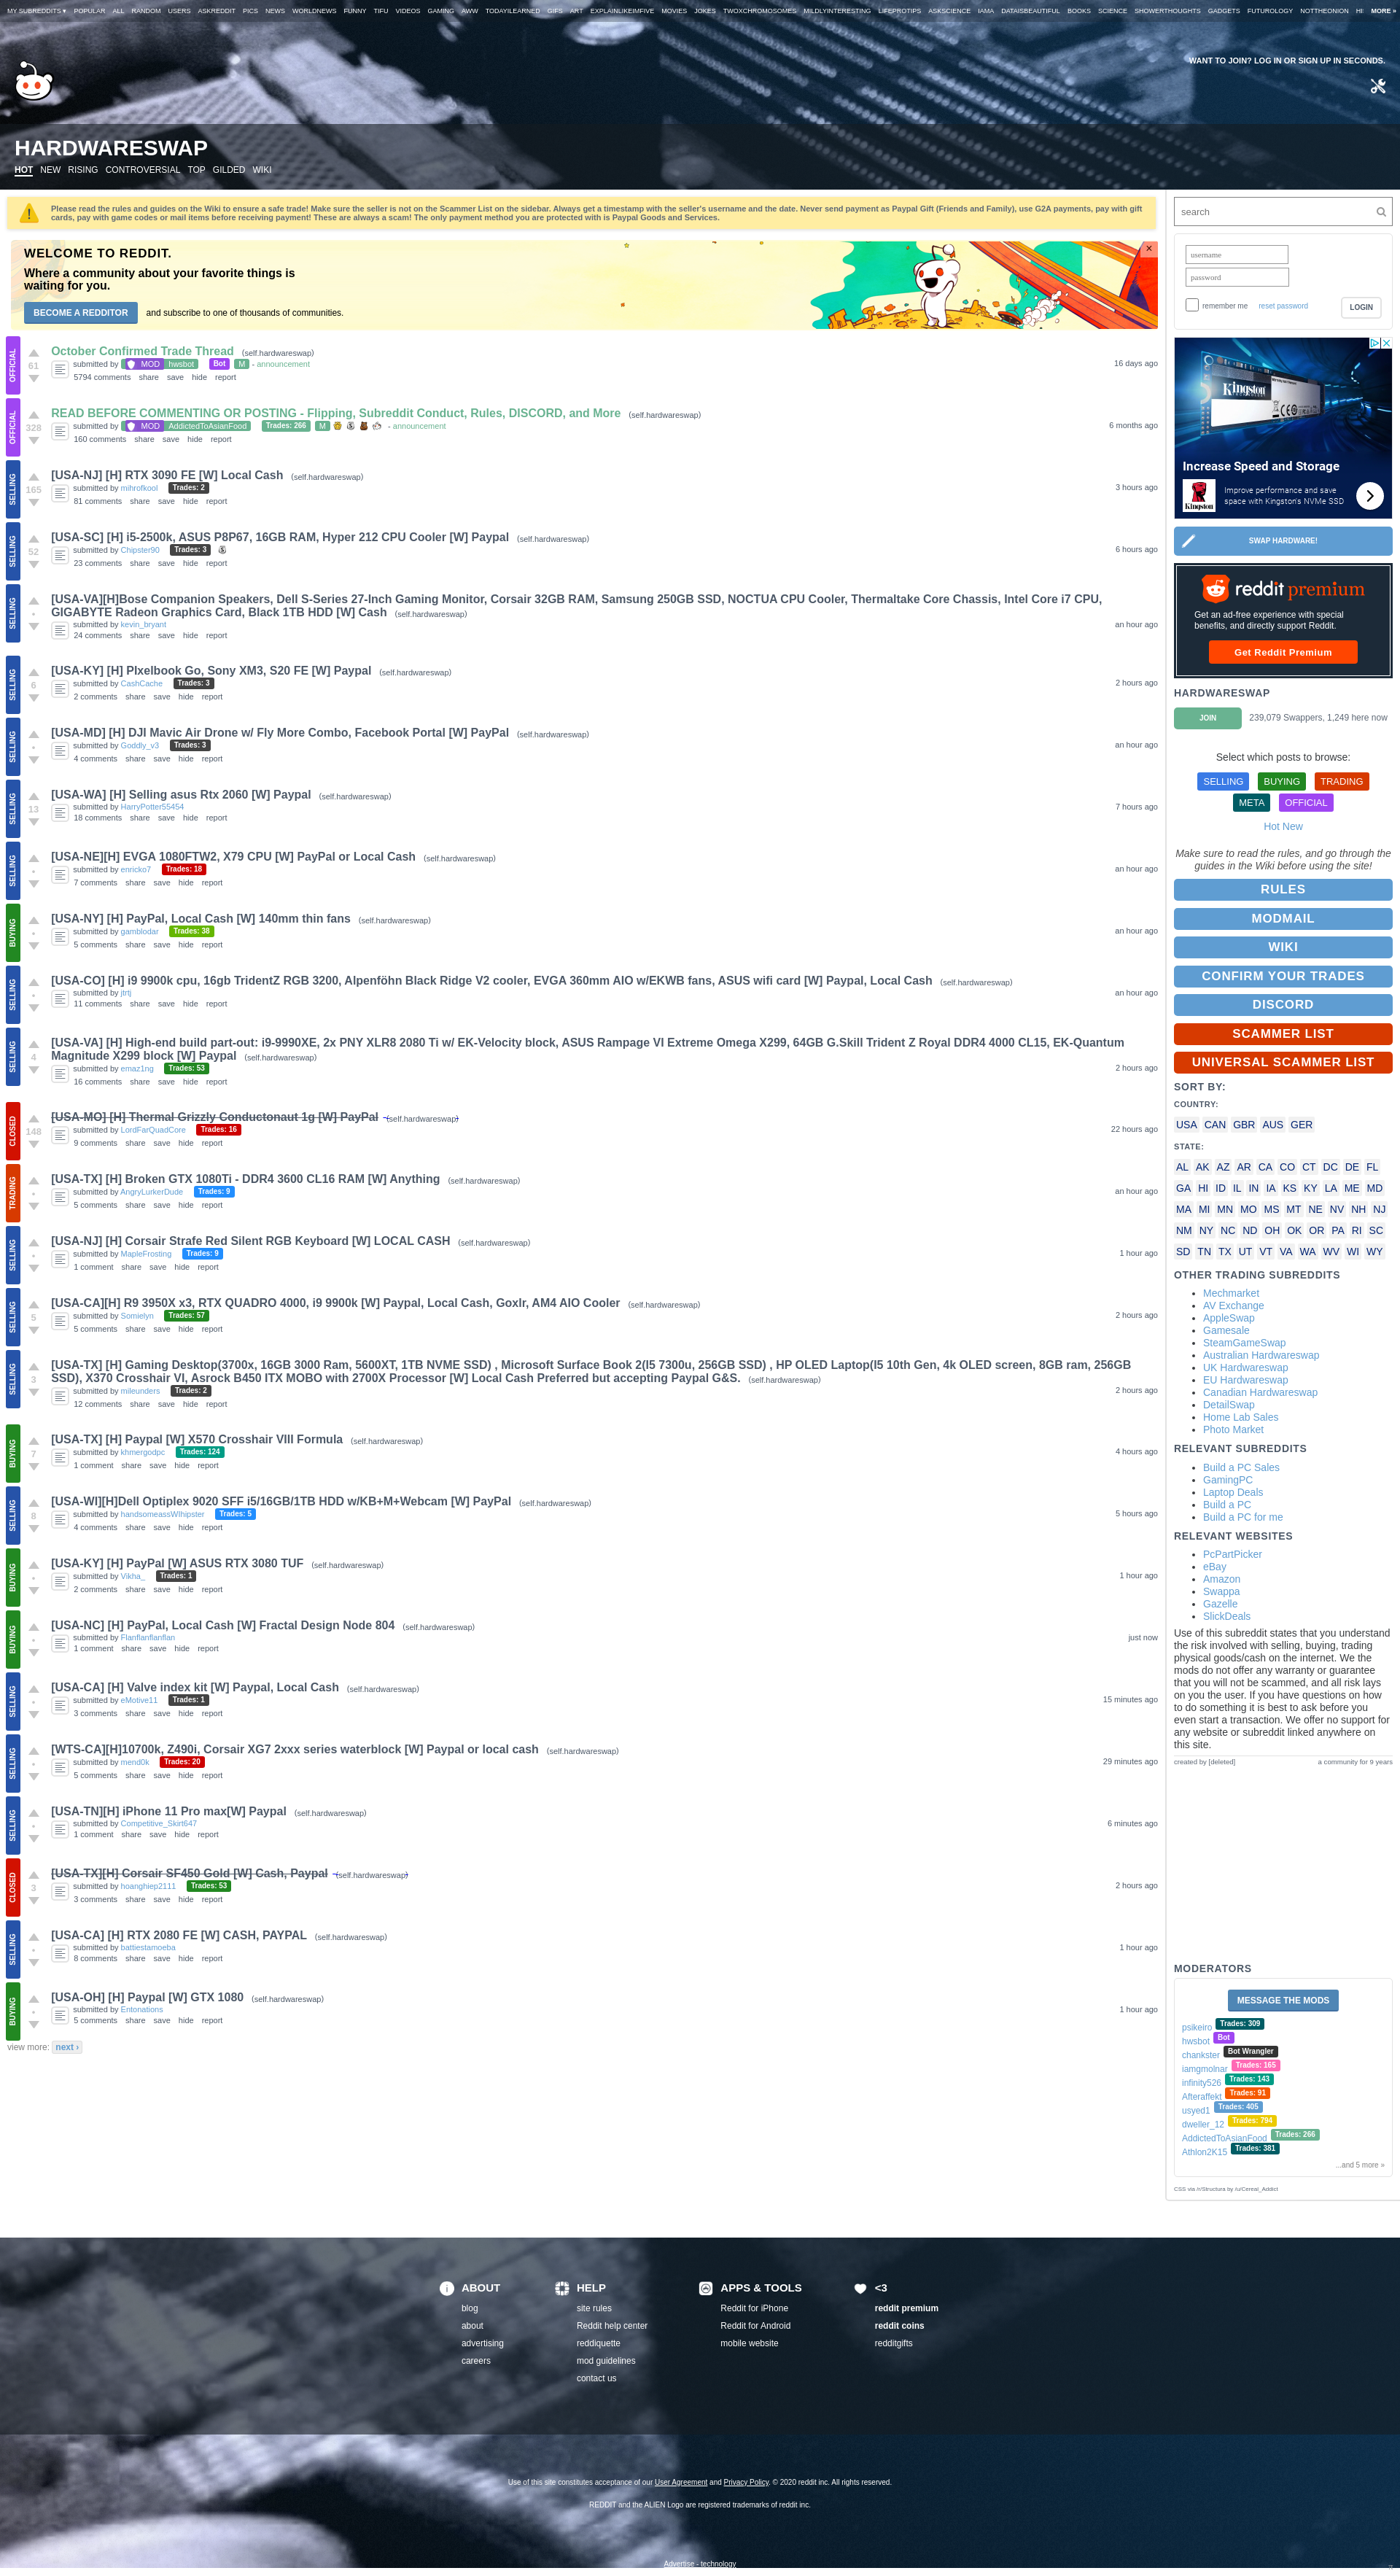 MY SUBREDDITS ▾ POPULAR ALL RANDOM USERS ASKREDDIT PICS NEWS WORLDNEWS FUNNY TIFU VIDEOS GAMING AWW TODAYILEARNED GIFS ART EXPLAINLIKEIMFIVE MOVIES JOKES TWOXCHROMOSOMES MILDLYINTERESTING LIFEPROTIPS ASKSCIENCE IAMA DATAISBEAUTIFUL BOOKS SCIENCE SHOWERTHOUGHTS GADGETS FUTUROLOGY NOTTHEONION HI MORE »
WANT TO JOIN? LOG IN OR SIGN UP IN SECONDS.
HARDWARESWAP
HOT NEW RISING CONTROVERSIAL TOP GILDED WIKI
Please read the rules and guides on the Wiki to ensure a safe trade! Make sure the seller is not on the Scammer List on the sidebar. Always get a timestamp with the seller's username and the date. Never send payment as Paypal Gift (Friends and Family), use G2A payments, pay with gift
cards, pay with game codes or mail items before receiving payment! These are always a scam! The only payment method you are protected with is Paypal Goods and Services.
WELCOME TO REDDIT.
Where a community about your favorite things is
waiting for you.
BECOME A REDDITOR and subscribe to one of thousands of communities.
OFFICIAL
61
October Confirmed Trade Thread (self.hardwareswap)
submitted by MOD hwsbot Bot M - announcement
16 days ago
5794 comments share save hide report
OFFICIAL
328
READ BEFORE COMMENTING OR POSTING - Flipping, Subreddit Conduct, Rules, DISCORD, and More (self.hardwareswap)
submitted by MOD AddictedToAsianFood Trades: 266 M - announcement
6 months ago
160 comments share save hide report
SELLING
165
[USA-NJ] [H] RTX 3090 FE [W] Local Cash (self.hardwareswap)
submitted by mihrofkool Trades: 2
3 hours ago
81 comments share save hide report
SELLING
52
[USA-SC] [H] i5-2500k, ASUS P8P67, 16GB RAM, Hyper 212 CPU Cooler [W] Paypal (self.hardwareswap)
submitted by Chipster90 Trades: 3
6 hours ago
23 comments share save hide report
SELLING
•
[USA-VA][H]Bose Companion Speakers, Dell S-Series 27-Inch Gaming Monitor, Corsair 32GB RAM, Samsung 250GB SSD, NOCTUA CPU Cooler, Thermaltake Core Chassis, Intel Core i7 CPU,
GIGABYTE Radeon Graphics Card, Black 1TB HDD [W] Cash (self.hardwareswap)
submitted by kevin_bryant
an hour ago
24 comments share save hide report
SELLING
6
[USA-KY] [H] PIxelbook Go, Sony XM3, S20 FE [W] Paypal (self.hardwareswap)
submitted by CashCache Trades: 3
2 hours ago
2 comments share save hide report
SELLING
•
[USA-MD] [H] DJI Mavic Air Drone w/ Fly More Combo, Facebook Portal [W] PayPal (self.hardwareswap)
submitted by Goddly_v3 Trades: 3
an hour ago
4 comments share save hide report
SELLING
13
[USA-WA] [H] Selling asus Rtx 2060 [W] Paypal (self.hardwareswap)
submitted by HarryPotter55454
7 hours ago
18 comments share save hide report
SELLING
•
[USA-NE][H] EVGA 1080FTW2, X79 CPU [W] PayPal or Local Cash (self.hardwareswap)
submitted by enricko7 Trades: 18
an hour ago
7 comments share save hide report
BUYING
•
[USA-NY] [H] PayPal, Local Cash [W] 140mm thin fans (self.hardwareswap)
submitted by gamblodar Trades: 38
an hour ago
5 comments share save hide report
SELLING
•
[USA-CO] [H] i9 9900k cpu, 16gb TridentZ RGB 3200, Alpenföhn Black Ridge V2 cooler, EVGA 360mm AIO w/EKWB fans, ASUS wifi card [W] Paypal, Local Cash (self.hardwareswap)
submitted by jtrtj
an hour ago
11 comments share save hide report
SELLING
4
[USA-VA] [H] High-end build part-out: i9-9990XE, 2x PNY XLR8 2080 Ti w/ EK-Velocity block, ASUS Rampage VI Extreme Omega X299, 64GB G.Skill Trident Z Royal DDR4 4000 CL15, EK-Quantum
Magnitude X299 block [W] Paypal (self.hardwareswap)
submitted by emaz1ng Trades: 53
2 hours ago
16 comments share save hide report
CLOSED
148
[USA-MO] [H] Thermal Grizzly Conductonaut 1g [W] PayPal (self.hardwareswap)
submitted by LordFarQuadCore Trades: 16
22 hours ago
9 comments share save hide report
TRADING
•
[USA-TX] [H] Broken GTX 1080Ti - DDR4 3600 CL16 RAM [W] Anything (self.hardwareswap)
submitted by AngryLurkerDude Trades: 9
an hour ago
5 comments share save hide report
SELLING
•
[USA-NJ] [H] Corsair Strafe Red Silent RGB Keyboard [W] LOCAL CASH (self.hardwareswap)
submitted by MapleFrosting Trades: 9
1 hour ago
1 comment share save hide report
SELLING
5
[USA-CA][H] R9 3950X x3, RTX QUADRO 4000, i9 9900k [W] Paypal, Local Cash, Goxlr, AM4 AIO Cooler (self.hardwareswap)
submitted by Somielyn Trades: 57
2 hours ago
5 comments share save hide report
SELLING
3
[USA-TX] [H] Gaming Desktop(3700x, 16GB 3000 Ram, 5600XT, 1TB NVME SSD) , Microsoft Surface Book 2(I5 7300u, 256GB SSD) , HP OLED Laptop(I5 10th Gen, 4k OLED screen, 8GB ram, 256GB
SSD), X370 Crosshair VI, Asrock B450 ITX MOBO with 2700X Processor [W] Local Cash Preferred but accepting Paypal G&S. (self.hardwareswap)
submitted by mileunders Trades: 2
2 hours ago
12 comments share save hide report
BUYING
7
[USA-TX] [H] Paypal [W] X570 Crosshair VIII Formula (self.hardwareswap)
submitted by khmergodpc Trades: 124
4 hours ago
1 comment share save hide report
SELLING
8
[USA-WI][H]Dell Optiplex 9020 SFF i5/16GB/1TB HDD w/KB+M+Webcam [W] PayPal (self.hardwareswap)
submitted by handsomeassWIhipster Trades: 5
5 hours ago
4 comments share save hide report
BUYING
•
[USA-KY] [H] PayPal [W] ASUS RTX 3080 TUF (self.hardwareswap)
submitted by Vikha_ Trades: 1
1 hour ago
2 comments share save hide report
BUYING
•
[USA-NC] [H] PayPal, Local Cash [W] Fractal Design Node 804 (self.hardwareswap)
submitted by Flanflanflanflan
just now
1 comment share save hide report
SELLING
•
[USA-CA] [H] Valve index kit [W] Paypal, Local Cash (self.hardwareswap)
submitted by eMotive11 Trades: 1
15 minutes ago
3 comments share save hide report
SELLING
•
[WTS-CA][H]10700k, Z490i, Corsair XG7 2xxx series waterblock [W] Paypal or local cash (self.hardwareswap)
submitted by mend0k Trades: 20
29 minutes ago
5 comments share save hide report
SELLING
•
[USA-TN][H] iPhone 11 Pro max[W] Paypal (self.hardwareswap)
submitted by Competitive_Skirt647
6 minutes ago
1 comment share save hide report
CLOSED
3
[USA-TX][H] Corsair SF450 Gold [W] Cash, Paypal (self.hardwareswap)
submitted by hoanghiep2111 Trades: 53
2 hours ago
3 comments share save hide report
SELLING
•
[USA-CA] [H] RTX 2080 FE [W] CASH, PAYPAL (self.hardwareswap)
submitted by battiestamoeba
1 hour ago
8 comments share save hide report
BUYING
•
[USA-OH] [H] Paypal [W] GTX 1080 (self.hardwareswap)
submitted by Entonations
1 hour ago
5 comments share save hide report
view more: next ›
search
username
password
remember me reset password LOGIN
Kingston
Increase Speed and Storage
Kingston
Improve performance and save
space with Kingston's NVMe SSD
SWAP HARDWARE!
reddit premium
Get an ad-free experience with special
benefits, and directly support Reddit.
Get Reddit Premium
HARDWARESWAP
JOIN 239,079 Swappers, 1,249 here now
Select which posts to browse:
SELLING BUYING TRADING
META OFFICIAL
Hot New
Make sure to read the rules, and go through the
guides in the Wiki before using the site!
RULES
MODMAIL
WIKI
CONFIRM YOUR TRADES
DISCORD
SCAMMER LIST
UNIVERSAL SCAMMER LIST
SORT BY:
COUNTRY:
USA CAN GBR AUS GER
STATE:
AL AK AZ AR CA CO CT DC DE FL
GA HI ID IL IN IA KS KY LA ME MD
MA MI MN MO MS MT NE NV NH NJ
NM NY NC ND OH OK OR PA RI SC
SD TN TX UT VT VA WA WV WI WY
OTHER TRADING SUBREDDITS
Mechmarket
AV Exchange
AppleSwap
Gamesale
SteamGameSwap
Australian Hardwareswap
UK Hardwareswap
EU Hardwareswap
Canadian Hardwareswap
DetailSwap
Home Lab Sales
Photo Market
RELEVANT SUBREDDITS
Build a PC Sales
GamingPC
Laptop Deals
Build a PC
Build a PC for me
RELEVANT WEBSITES
PcPartPicker
eBay
Amazon
Swappa
Gazelle
SlickDeals
Use of this subreddit states that you understand
the risk involved with selling, buying, trading
physical goods/cash on the internet. We the
mods do not offer any warranty or guarantee
that you will not be scammed, and all risk lays
on you the user. If you have questions on how
to do something it is best to ask before you
even start a transaction. We offer no support for
any website or subreddit linked anywhere on
this site.
created by [deleted] a community for 9 years
MODERATORS
MESSAGE THE MODS
psikeiro Trades: 309
hwsbot Bot
chankster Bot Wrangler
iamgmolnar Trades: 165
infinity526 Trades: 143
Afteraffekt Trades: 91
usyed1 Trades: 405
dweller_12 Trades: 794
AddictedToAsianFood Trades: 266
Athlon2K15 Trades: 381
...and 5 more »
CSS via /r/Structura by /u/Cereal_Addict
ABOUT
blog
about
advertising
careers
HELP
site rules
Reddit help center
reddiquette
mod guidelines
contact us
APPS & TOOLS
Reddit for iPhone
Reddit for Android
mobile website
<3
reddit premium
reddit coins
redditgifts
Use of this site constitutes acceptance of our User Agreement and Privacy Policy. © 2020 reddit inc. All rights reserved.
REDDIT and the ALIEN Logo are registered trademarks of reddit inc.
Advertise - technology